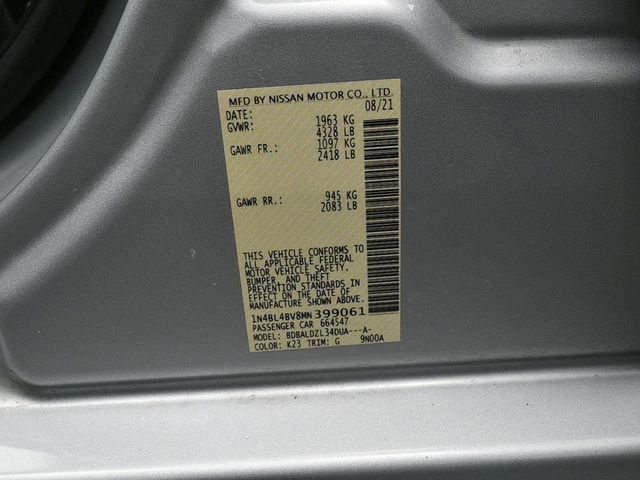 MFD BY NISSAN MOTOR CO., LTD.
DATE: 08/21
GVWR: 1963 KG
4328 LB
GAWR FR.: 1097 KG
2418 LB
GAWR RR.: 945 KG
2083 LB
THIS VEHICLE CONFORMS TO
ALL APPLICABLE FEDERAL
MOTOR VEHICLE SAFETY,
BUMPER, AND THEFT
PREVENTION STANDARDS IN
EFFECT ON THE DATE OF
MANUFACTURE SHOWN ABOVE.
1N4BL4BV8MN 399061
PASSENGER CAR 664547
MODEL: BDBALDZL34DUA---A-
COLOR: K23 TRIM: G 9N00A